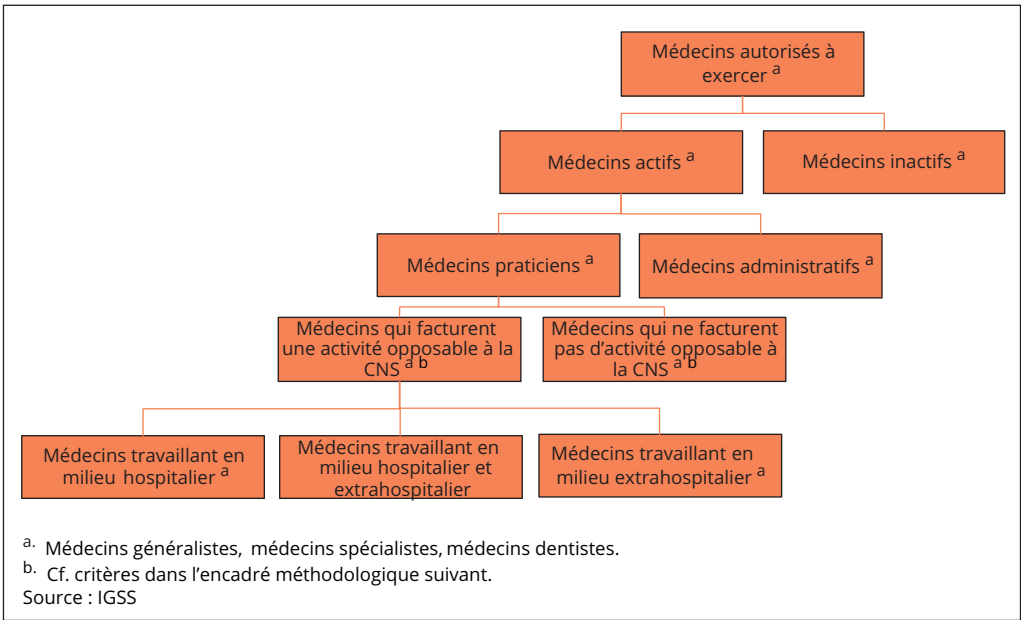 Médecins autorisés à
exercer a
Médecins actifs a
Médecins inactifs a
Médecins praticiens a
Médecins administratifs a
Médecins qui facturent
une activité opposable à la
CNS a b
Médecins qui ne facturent
pas d'activité opposable à
la CNS a b
Médecins travaillant en
milieu hospitalier a
Médecins travaillant en
milieu hospitalier et
extrahospitalier
Médecins travaillant en
milieu extrahospitalier a
a. Médecins généralistes, médecins spécialistes, médecins dentistes.
b. Cf. critères dans l'encadré méthodologique suivant.
Source : IGSS